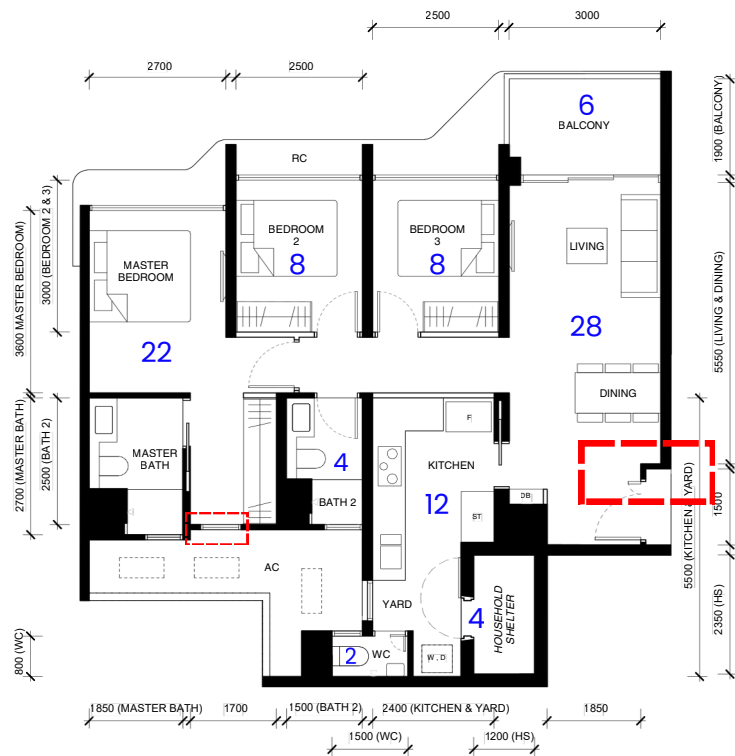 2500
3000
2700
2500
6
BALCONY
1900 (BALCONY)
RC
3000 (BEDROOM 2 & 3)
3600 MASTER BEDROOM)
BEDROOM
2
8
BEDROOM
3
8
LIVING
MASTER
BEDROOM
22
28
5550 (LIVING & DINING)
DINING
F
2700 (MASTER BATH)
2500 (BATH 2)
MASTER
BATH
4
BATH 2
KITCHEN
12
ST
DB
1500
5500 (KITCHEN & YARD)
AC
YARD
4
HOUSEHOLD
SHELTER
2350 (HS)
800 (WC)
2
WC
W , D
1850 (MASTER BATH)
1700
1500 (BATH 2)
2400 (KITCHEN & YARD)
1850
1500 (WC)
1200 (HS)